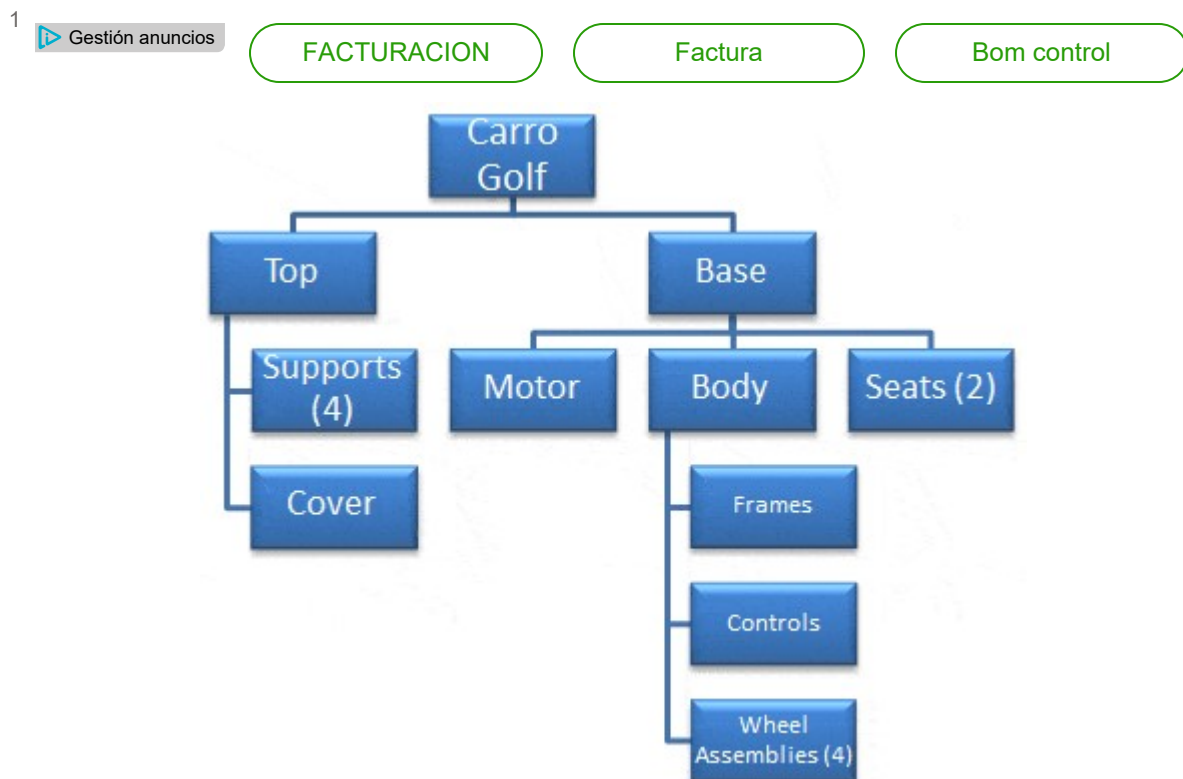 1
Gestión anuncios
FACTURACION
Factura
Bom control
Carro
Golf
Top
Base
Supports
(4)
Motor
Body
Seats (2)
Cover
Frames
Controls
Wheel
Assemblies (4)